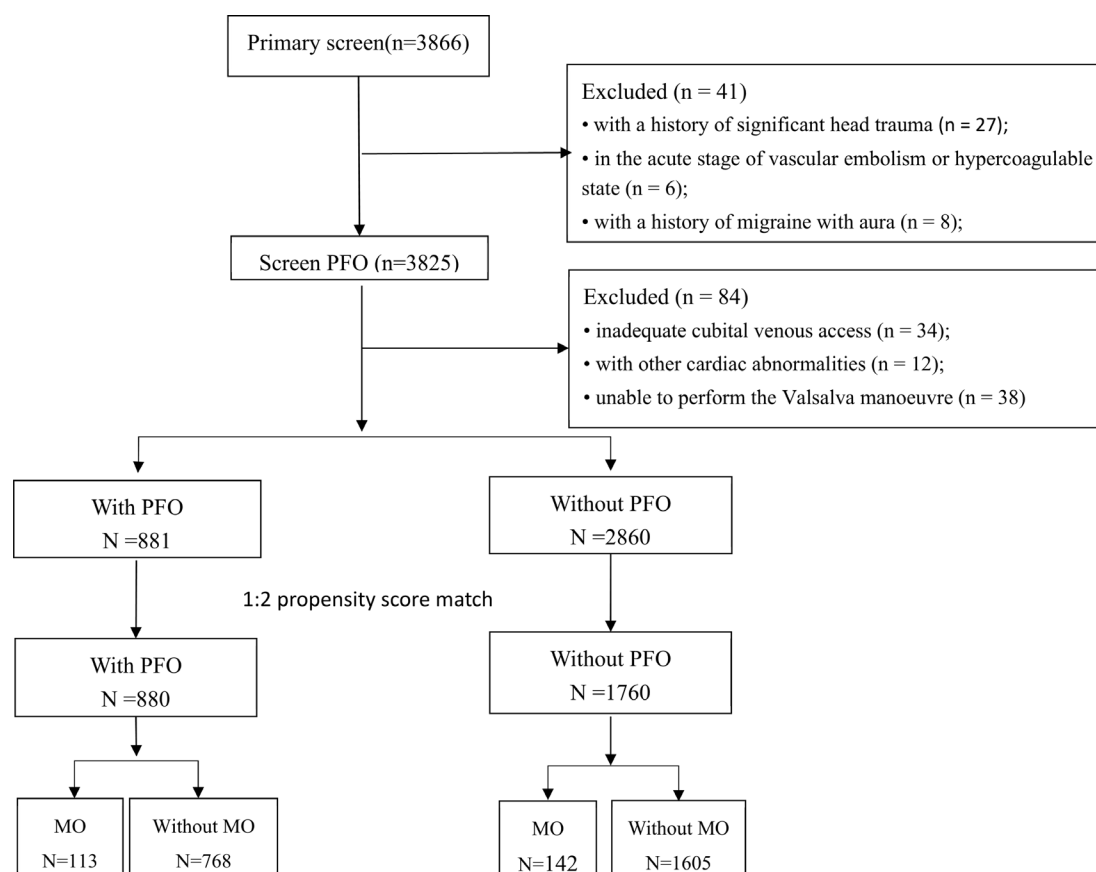 Primary screen(n=3866)
Excluded (n = 41)
• with a history of significant head trauma (n = 27);
• in the acute stage of vascular embolism or hypercoagulable
state (n = 6);
• with a history of migraine with aura (n = 8);
Screen PFO (n=3825)
Excluded (n = 84)
• inadequate cubital venous access (n = 34);
• with other cardiac abnormalities (n = 12);
• unable to perform the Valsalva manoeuvre (n = 38)
With PFO
N =881
Without PFO
N =2860
1:2 propensity score match
With PFO
N =880
Without PFO
N =1760
MO
N=113
Without MO
N=768
MO
N=142
Without MO
N=1605